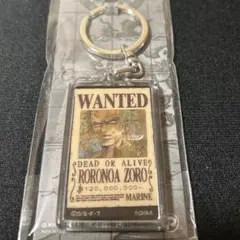 WANTED
DEAD OR ALIVE
RORONOA ZORO
MARINE